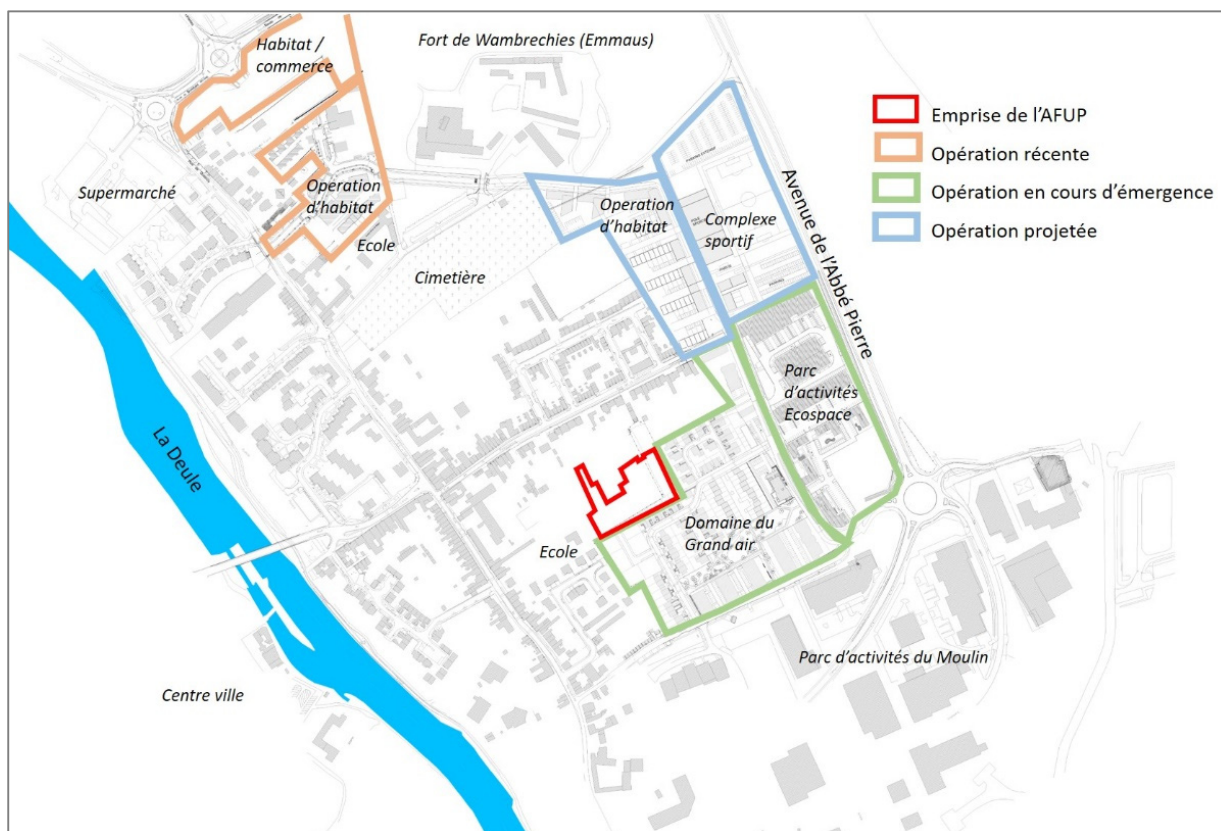 Habitat /
commerce
Fort de Wambrechies (Emmaus)
Emprise de l'AFUP
Opération récente
Opération en cours d'émergence
Opération projetée
Supermarché
Operation
d'habitat
Ecole
Cimetière
Operation
d'habitat
Complexe
sportif
Avenue de l'Abbé Pierre
Parc
d'activités
Ecospace
La Deule
Ecole
Domaine du
Grand air
Parc d'activités du Moulin
Centre ville